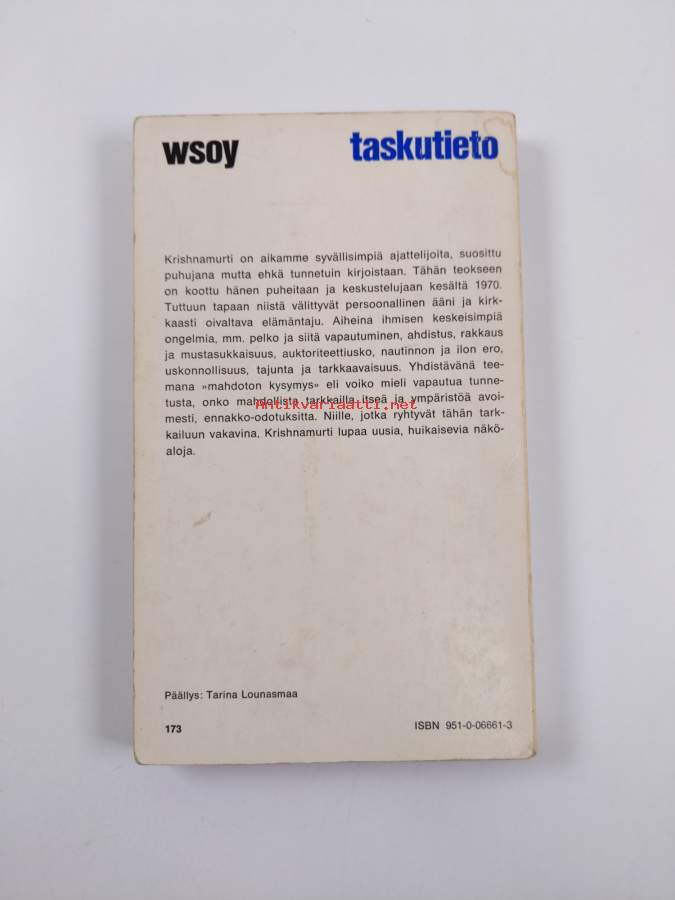 wsoy taskutieto
Krishnamurti on aikamme syvällisimpiä ajattelijoita, suosittu
puhujana mutta ehkä tunnetuin kirjoistaan. Tähän teokseen
on koottu hänen puheitaan ja keskustelujaan kesältä 1970.
Tuttuun tapaan niistä välittyvät persoonallinen ääni ja kirk-
kaasti oivaltava elämäntaju. Aiheina ihmisen keskeisimpiä
ongelmia, mm. pelko ja siitä vapautuminen, ahdistus, rakkaus
ja mustasukkaisuus, auktoriteettiusko, nautinnon ja ilon ero,
uskonnollisuus, tajunta ja tarkkaavaisuus. Yhdistävänä tee-
mana »mahdoton kysymys» eli voiko mieli vapautua tunne-
tusta, onko mahdollista tarkkailla itseä ja ympäristöä avoi-
Antikvariaatti.net
mesti, ennakko-odotuksitta. Niille, jotka ryhtyvät tähän tark-
kailuun vakavina, Krishnamurti lupaa uusia, huikaisevia näkö-
aloja.
Päällys: Tarina Lounasmaa
173 ISBN 951-0-06661-3